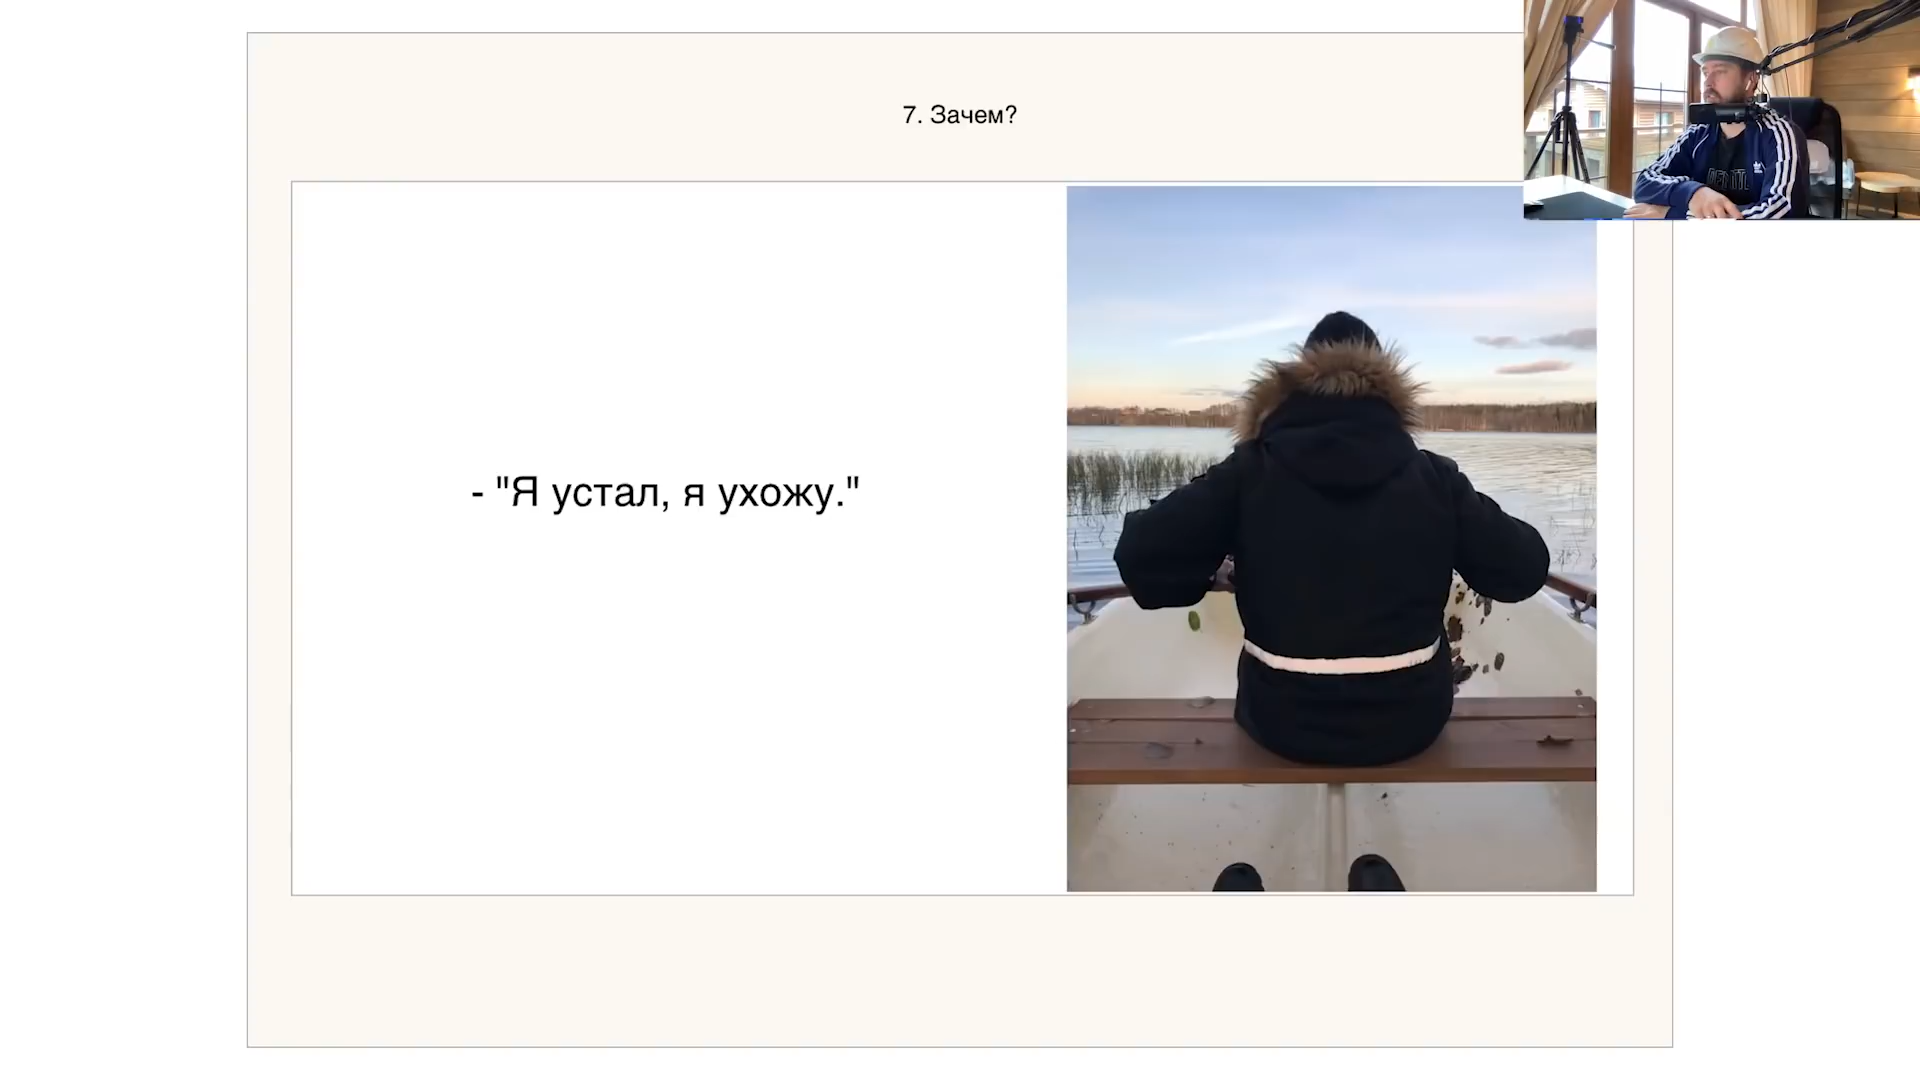 7. Зачем?
- "Я устал, я ухожу."